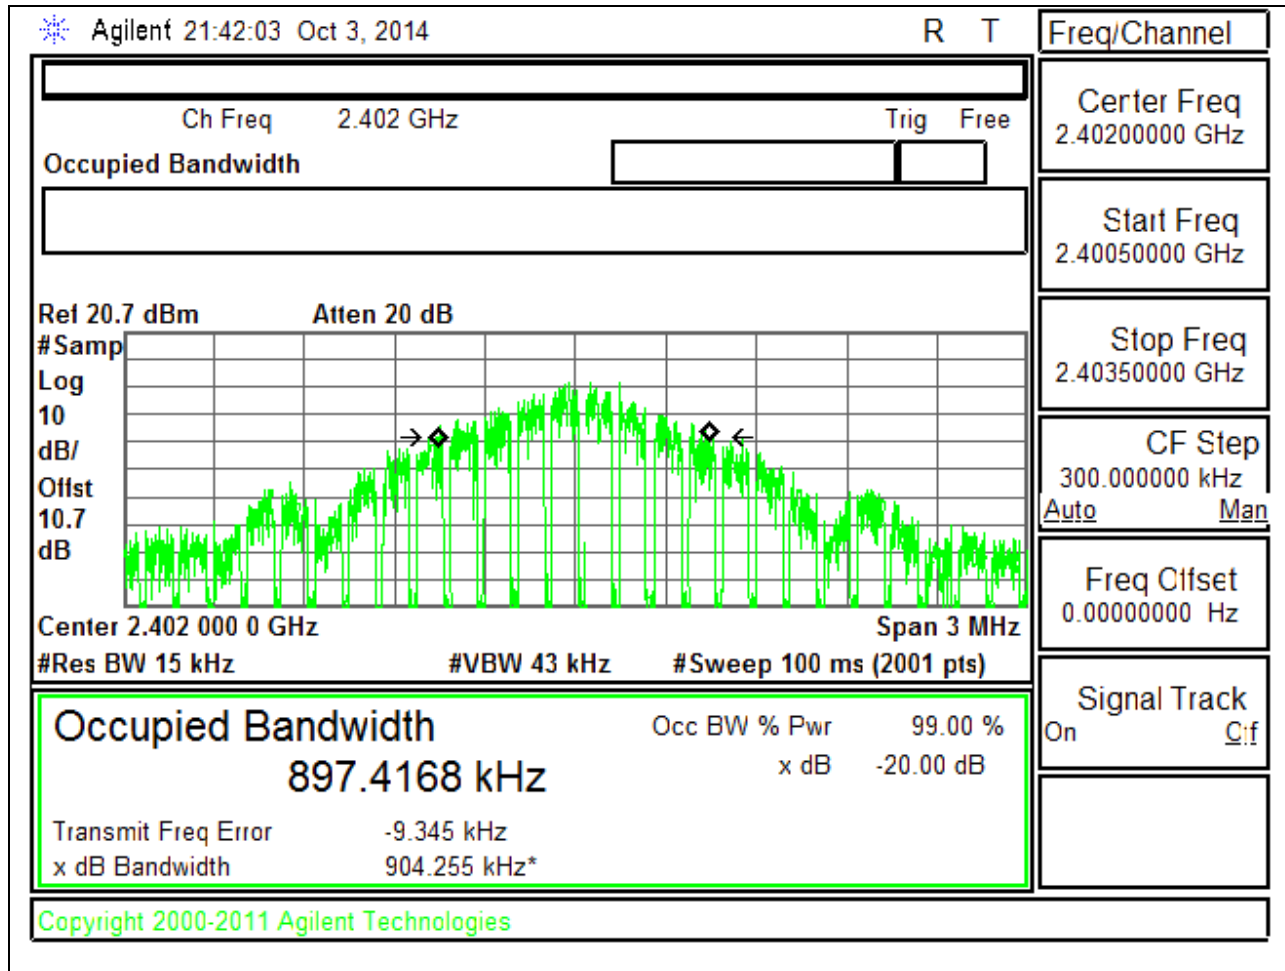 Agilent 21:42:03 Oct 3, 2014 R T
Freq/Channel
Ch Freq 2.402 GHz Trig Free
Occupied Bandwidth
Center Freq
2.40200000 GHz
Start Freq
2.40050000 GHz
Stop Freq
2.40350000 GHz
CF Step
300.000000 kHz
Auto Man
Freq Offset
0.00000000 Hz
Signal Track
On Off
Ref 20.7 dBm Atten 20 dB
#Samp
Log
10
dB/
Offst
10.7
dB
Center 2.402 000 0 GHz Span 3 MHz
#Res BW 15 kHz #VBW 43 kHz #Sweep 100 ms (2001 pts)
Occupied Bandwidth
897.4168 kHz
Occ BW % Pwr 99.00 %
x dB -20.00 dB
Transmit Freq Error -9.345 kHz
x dB Bandwidth 904.255 kHz*
Copyright 2000-2011 Agilent Technologies